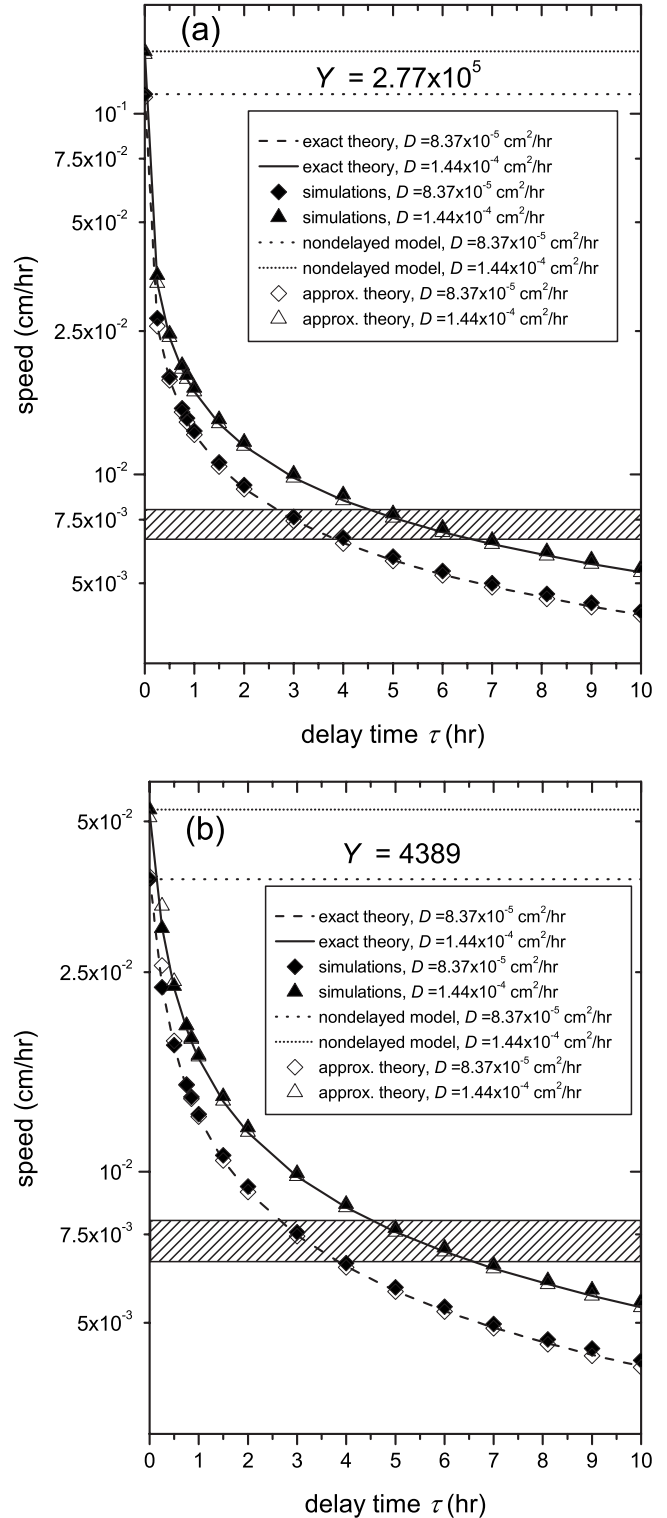 (a)
Y = 2.77x10^5
10^-1
7.5x10^-2
5x10^-2
2.5x10^-2
10^-2
7.5x10^-3
5x10^-3
speed (cm/hr)
exact theory, D =8.37x10^-5 cm^2/hr
exact theory, D =1.44x10^-4 cm^2/hr
simulations, D =8.37x10^-5 cm^2/hr
simulations, D =1.44x10^-4 cm^2/hr
nondelayed model, D =8.37x10^-5 cm^2/hr
nondelayed model, D =1.44x10^-4 cm^2/hr
approx. theory, D =8.37x10^-5 cm^2/hr
approx. theory, D =1.44x10^-4 cm^2/hr
0 1 2 3 4 5 6 7 8 9 10
delay time τ (hr)
(b)
Y = 4389
5x10^-2
2.5x10^-2
10^-2
7.5x10^-3
5x10^-3
speed (cm/hr)
exact theory, D =8.37x10^-5 cm^2/hr
exact theory, D =1.44x10^-4 cm^2/hr
simulations, D =8.37x10^-5 cm^2/hr
simulations, D =1.44x10^-4 cm^2/hr
nondelayed model, D =8.37x10^-5 cm^2/hr
nondelayed model, D =1.44x10^-4 cm^2/hr
approx. theory, D =8.37x10^-5 cm^2/hr
approx. theory, D =1.44x10^-4 cm^2/hr
0 1 2 3 4 5 6 7 8 9 10
delay time τ (hr)